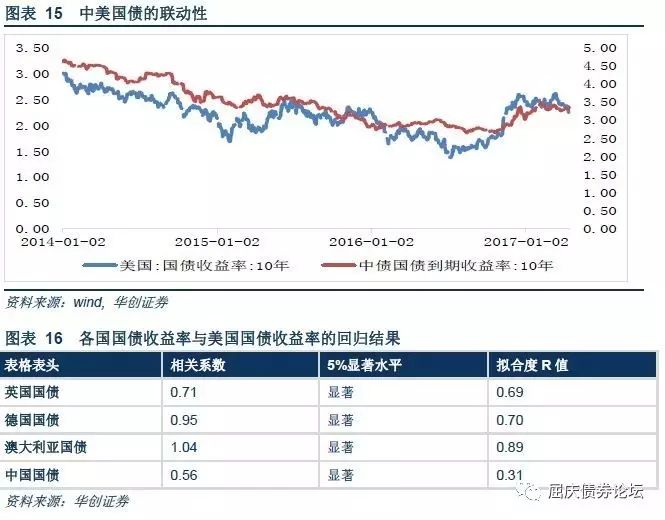 图表 15 中美国债的联动性
3.50 5.00
3.00 4.50
2.50 4.00
2.00 3.50
1.50 3.00
1.00 2.50
0.50 2.00
0.00 1.50
1.00
0.50
0.00
2014-01-02 2015-01-02 2016-01-02 2017-01-02
美国:国债收益率:10年 中债国债到期收益率:10年
资料来源：wind, 华创证券
图表 16 各国国债收益率与美国国债收益率的回归结果
表格表头 相关系数 5%显著水平 拟合度 R 值
英国国债 0.71 显著 0.69
德国国债 0.95 显著 0.70
澳大利亚国债 1.04 显著 0.89
中国国债 0.56 显著 0.31
资料来源：华创证券
屈庆债券论坛